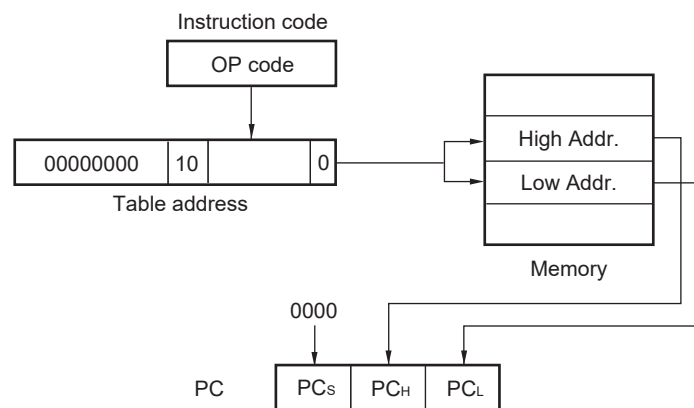 Instruction code
OP code
High Addr.
00000000 10 0
Low Addr.
Table address
Memory
0000
PC PCS PCH PCL